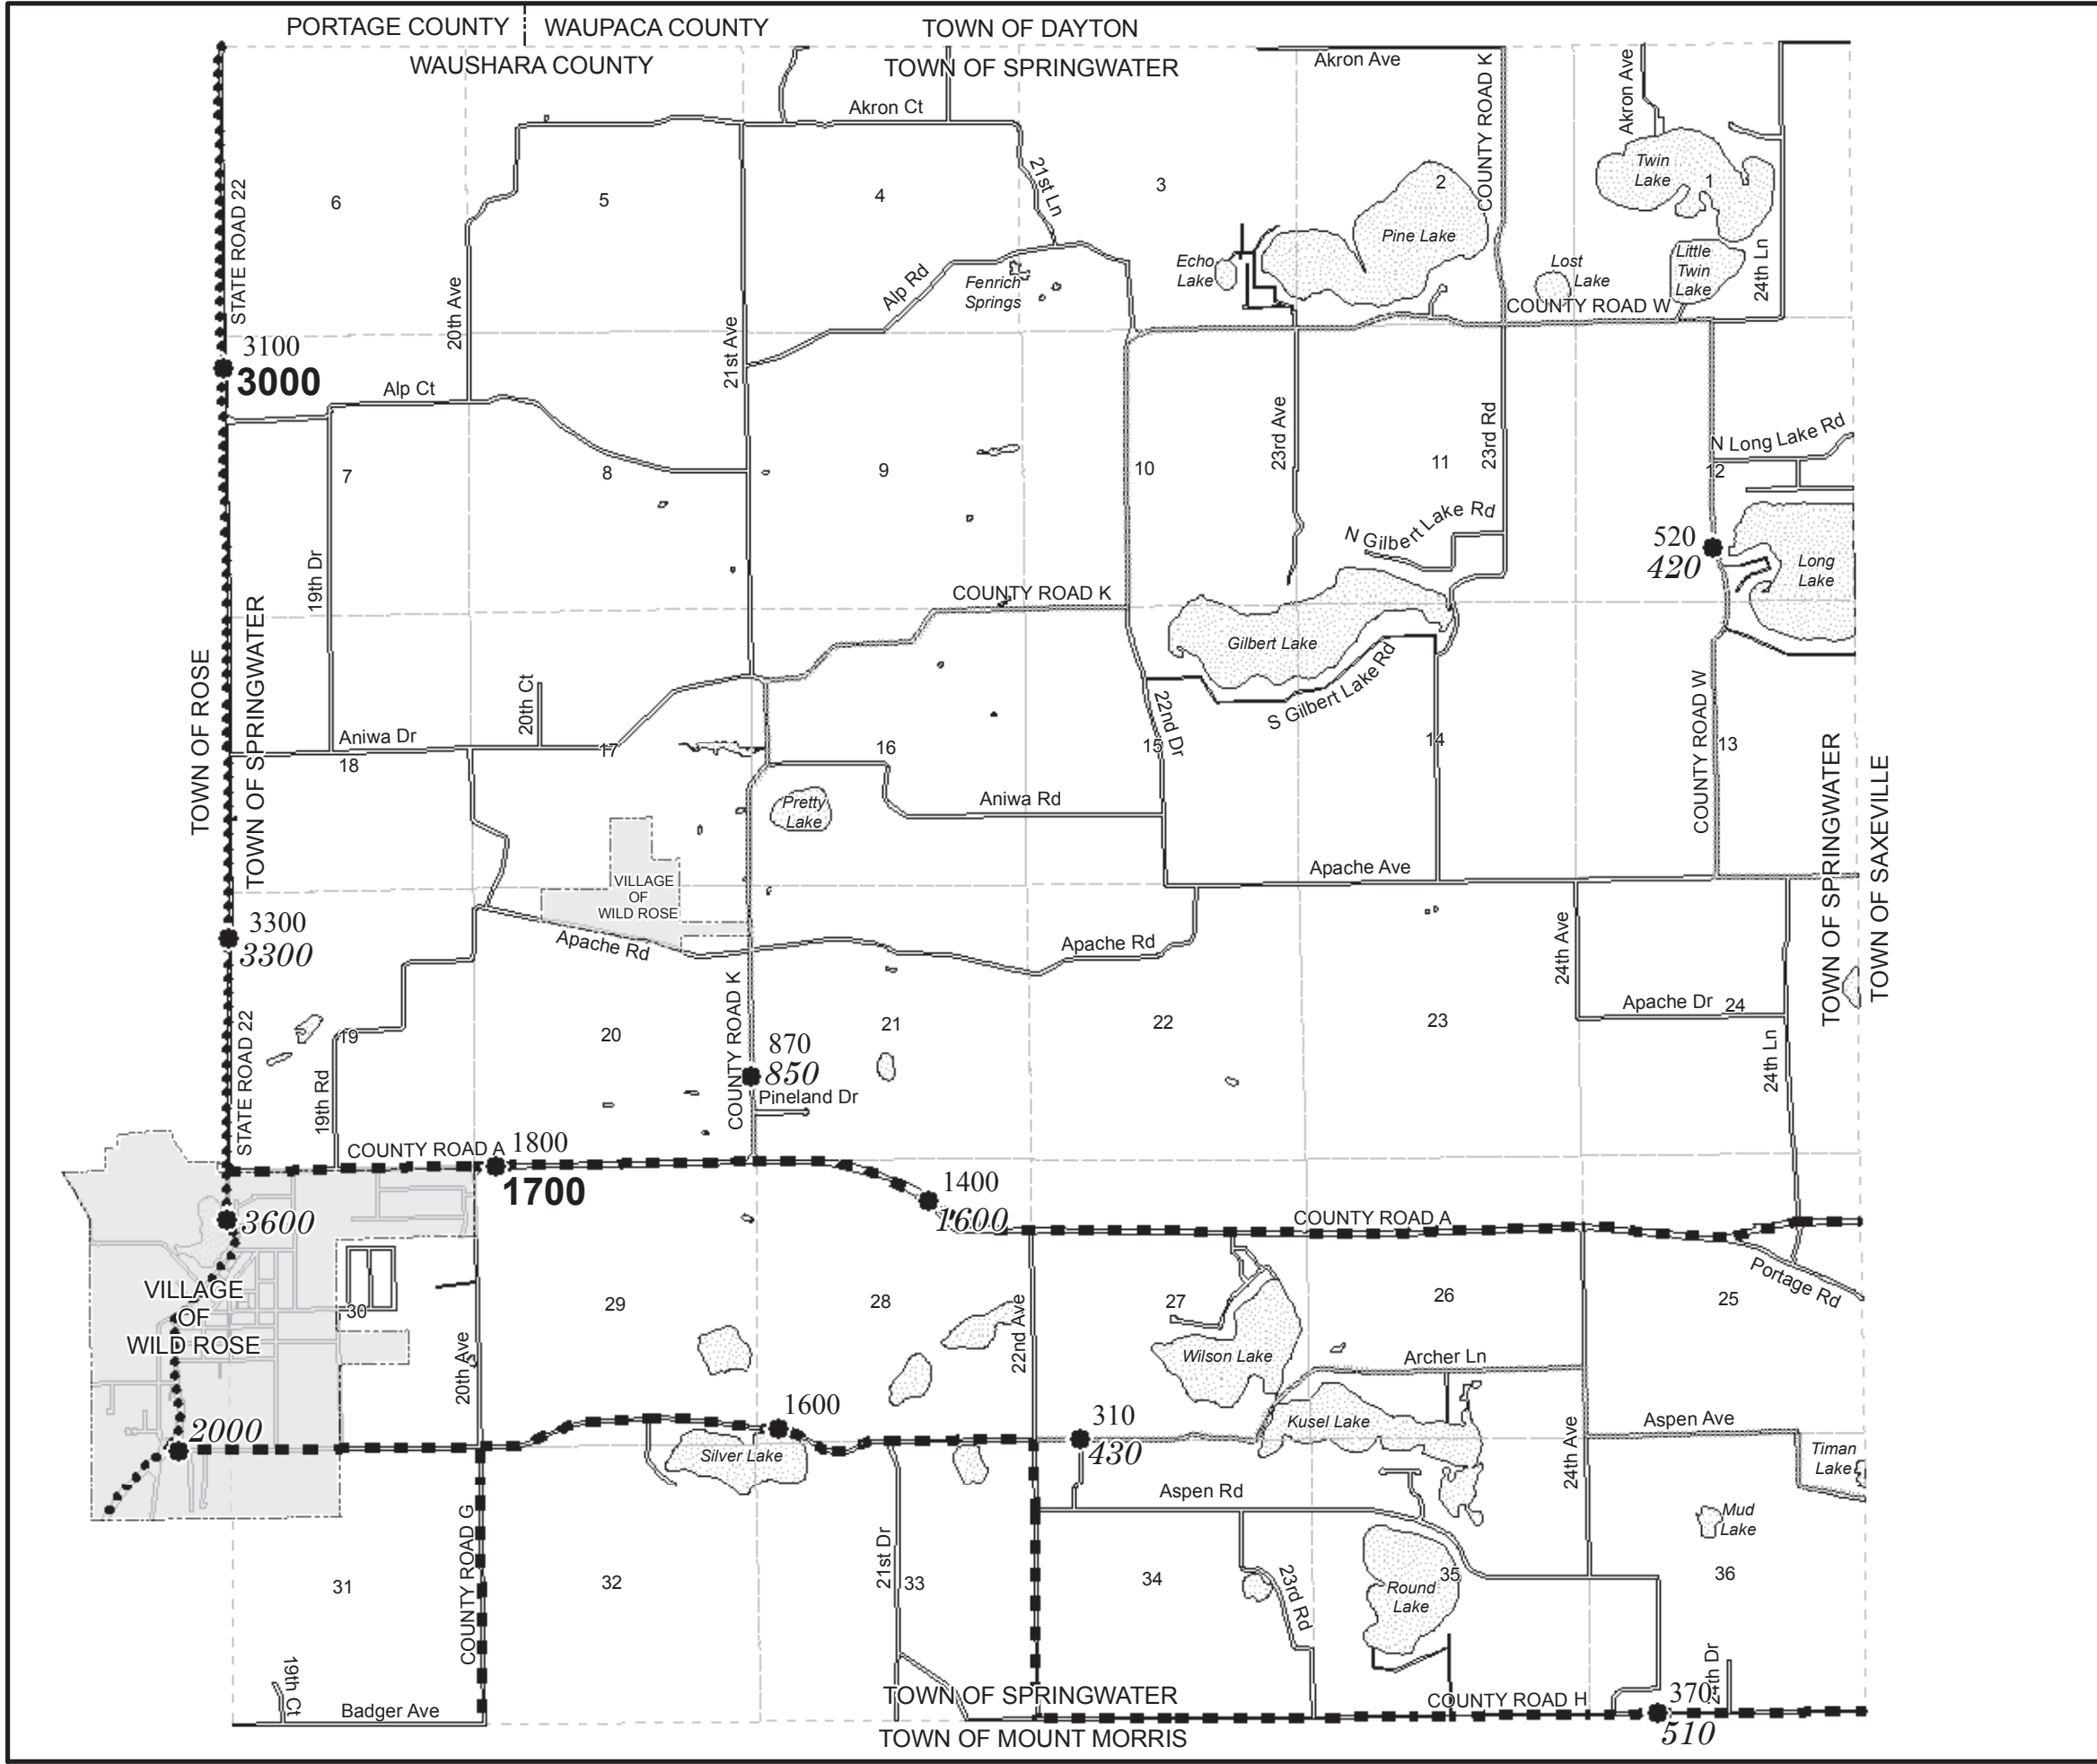 PORTAGE COUNTY
WAUPACA COUNTY
TOWN OF DAYTON
WAUSHARA COUNTY
TOWN OF SPRINGWATER
Akron Ave
COUNTY ROAD K
Akron Ave
Akron Ct
Twin
Lake
1
2
3
4
5
6
21st Ln
STATE ROAD 22
Pine Lake
Echo
Lake
Lost
Lake
Little
Twin
Lake
24th Ln
Alp Rd
Fenrich
Springs
COUNTY ROAD W
20th Ave
21st Ave
3100
3000
Alp Ct
23rd Ave
23rd Rd
N Long Lake Rd
7
8
9
10
11
12
N Gilbert Lake Rd
520
420
Long
Lake
19th Dr
COUNTY ROAD K
Gilbert Lake
S Gilbert Lake Rd
TOWN OF ROSE
TOWN OF SPRINGWATER
20th Ct
22nd Dr
COUNTY ROAD W
Aniwa Dr
18
17
16
15
14
13
TOWN OF SPRINGWATER
TOWN OF SAXEVILLE
Pretty
Lake
Aniwa Rd
Apache Ave
VILLAGE
OF
WILD ROSE
3300
3300
Apache Rd
Apache Rd
24th Ave
Apache Dr
24
19
20
21
22
23
STATE ROAD 22
COUNTY ROAD K
870
850
Pineland Dr
24th Ln
19th Rd
COUNTY ROAD A
1800
1700
1400
1600
COUNTY ROAD A
3600
Portage Rd
VILLAGE
OF
WILD ROSE
30
29
28
27
26
25
22nd Ave
20th Ave
Wilson Lake
Archer Ln
1600
310
430
Kusel Lake
Aspen Ave
24th Ave
Timan
Lake
2000
Silver Lake
Aspen Rd
Mud
Lake
COUNTY ROAD G
21st Dr
31
32
33
34
35
36
23rd Rd
Round
Lake
19th Ct
Badger Ave
TOWN OF SPRINGWATER
COUNTY ROAD H
370
24th Dr
510
TOWN OF MOUNT MORRIS